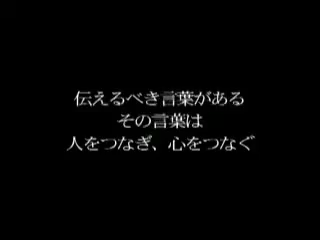 伝えるべき言葉がある
その言葉は
人をつなぎ、心をつなぐ